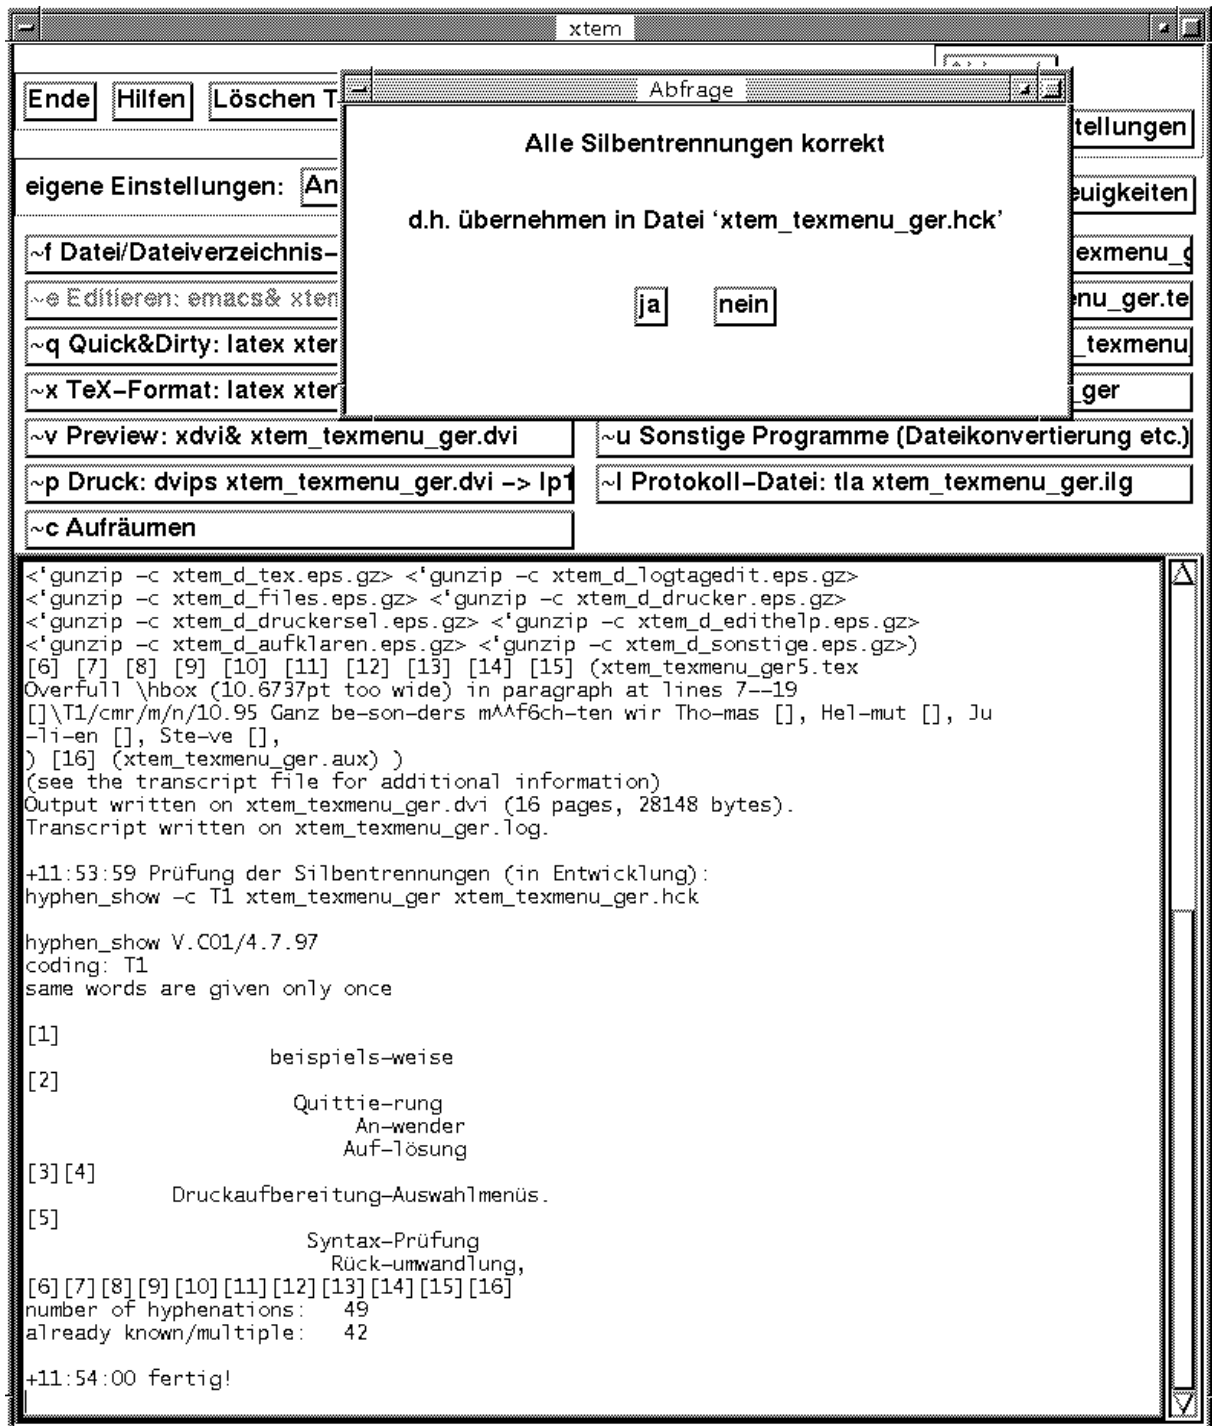 xtem
Abfrage
Ende Hilfen Löschen T
tellungen
Alle Silbentrennungen korrekt
eigene Einstellungen: An
euigkeiten
d.h. übernehmen in Datei ‘xtem_texmenu_ger.hck’
~f Datei/Dateiverzeichnis–
exmenu_g
~e Editieren: emacs& xtem
enu_ger.te
ja nein
~q Quick&Dirty: latex xter
_texmenu_
~x TeX–Format: latex xter
_ger
~v Preview: xdvi& xtem_texmenu_ger.dvi
~u Sonstige Programme (Dateikonvertierung etc.)
~p Druck: dvips xtem_texmenu_ger.dvi –> lp1
~l Protokoll–Datei: tla xtem_texmenu_ger.ilg
~c Aufräumen
<‘gunzip –c xtem_d_tex.eps.gz> <‘gunzip –c xtem_d_logtagedit.eps.gz>
<‘gunzip –c xtem_d_files.eps.gz> <‘gunzip –c xtem_d_drucker.eps.gz>
<‘gunzip –c xtem_d_druckersel.eps.gz> <‘gunzip –c xtem_d_edithelp.eps.gz>
<‘gunzip –c xtem_d_aufklaren.eps.gz> <‘gunzip –c xtem_d_sonstige.eps.gz>)
[6] [7] [8] [9] [10] [11] [12] [13] [14] [15] (xtem_texmenu_ger5.tex
Overfull \hbox (10.6737pt too wide) in paragraph at lines 7––19
[]\T1/cmr/m/n/10.95 Ganz be–son–ders m^^f6ch–ten wir Tho–mas [], Hel–mut [], Ju
–li–en [], Ste–ve [],
) [16] (xtem_texmenu_ger.aux) )
(see the transcript file for additional information)
Output written on xtem_texmenu_ger.dvi (16 pages, 28148 bytes).
Transcript written on xtem_texmenu_ger.log.
+11:53:59 Prüfung der Silbentrennungen (in Entwicklung):
hyphen_show –c T1 xtem_texmenu_ger xtem_texmenu_ger.hck
hyphen_show V.C01/4.7.97
coding: T1
same words are given only once
[1]
beispiels–weise
[2]
Quittie–rung
An–wender
Auf–lösung
[3][4]
Druckaufbereitung–Auswahlmenüs.
[5]
Syntax–Prüfung
Rück–umwandlung,
[6][7][8][9][10][11][12][13][14][15][16]
number of hyphenations: 49
already known/multiple: 42
+11:54:00 fertig!